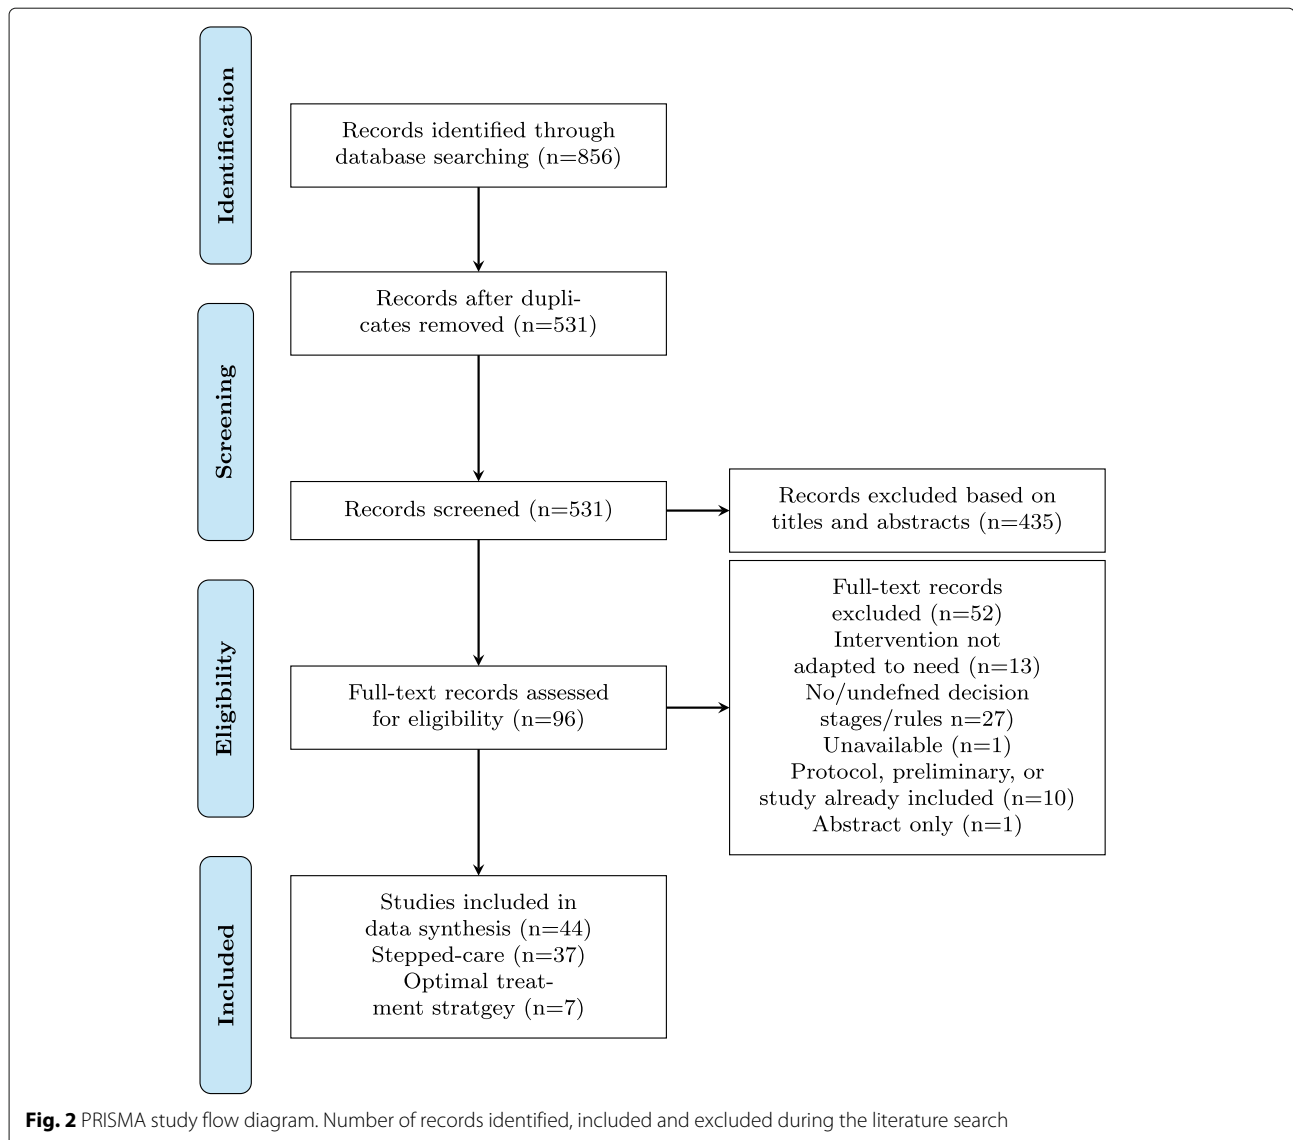 Identification
Records identified through
database searching (n=856)
Records after dupli-
cates removed (n=531)
Screening
Records screened (n=531)
Records excluded based on
titles and abstracts (n=435)
Eligibility
Full-text records assessed
for eligibility (n=96)
Full-text records
excluded (n=52)
Intervention not
adapted to need (n=13)
No/undefned decision
stages/rules n=27)
Unavailable (n=1)
Protocol, preliminary, or
study already included (n=10)
Abstract only (n=1)
Included
Studies included in
data synthesis (n=44)
Stepped-care (n=37)
Optimal treat-
ment stratgey (n=7)
Fig. 2 PRISMA study flow diagram. Number of records identified, included and excluded during the literature search